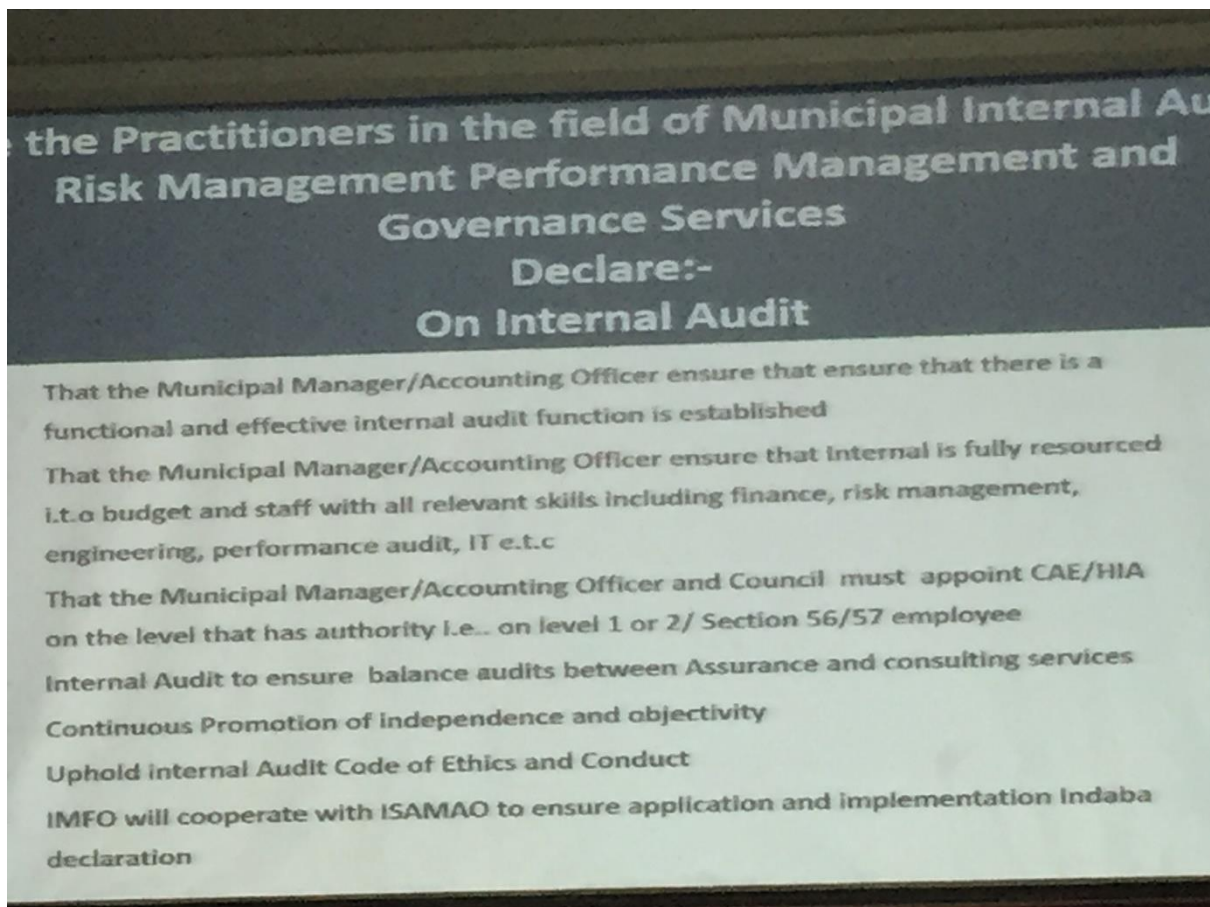 the Practitioners in the field of Municipal Internal Au
Risk Management Performance Management and
Governance Services
Declare:-
On Internal Audit
That the Municipal Manager/Accounting Officer ensure that ensure that there is a
functional and effective internal audit function is established
That the Municipal Manager/Accounting Officer ensure that Internal is fully resourced
i.t.o budget and staff with all relevant skills including finance, risk management,
engineering, performance audit, IT e.t.c
That the Municipal Manager/Accounting Officer and Council must appoint CAE/HIA
on the level that has authority i.e.. on level 1 or 2/ Section 56/57 employee
Internal Audit to ensure balance audits between Assurance and consulting services
Continuous Promotion of independence and objectivity
Uphold internal Audit Code of Ethics and Conduct
IMFO will cooperate with ISAMAO to ensure application and implementation Indaba
declaration